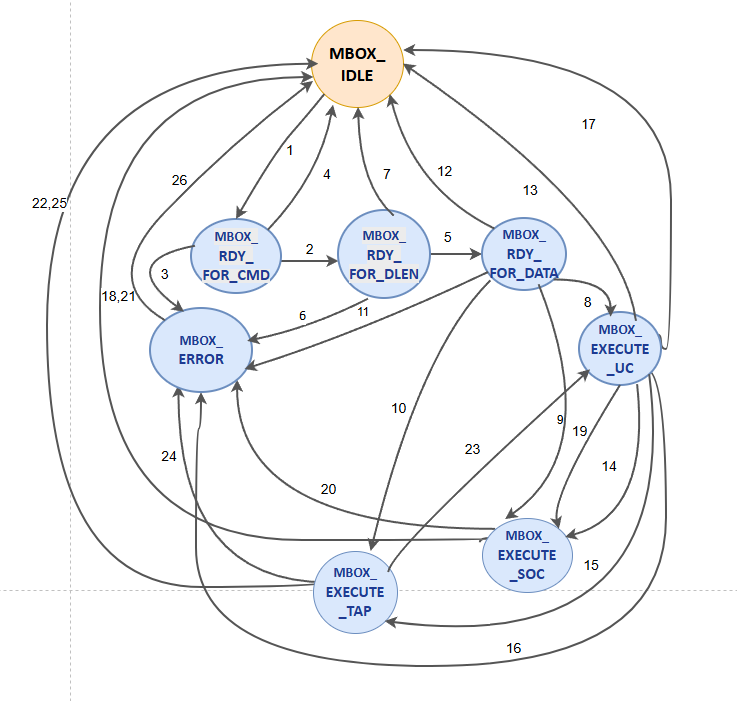 MBOX_
IDLE
17
1
26
4
7
12
13
22,25
MBOX_
RDY_
FOR_CMD
2
MBOX_
RDY_
FOR_DLEN
5
MBOX_
RDY_
FOR_DATA
3
18,21
6
11
8
MBOX_
ERROR
MBOX_
EXECUTE
_UC
10
9
19
23
24
14
20
MBOX_
EXECUTE
_SOC
MBOX_
EXECUTE
_TAP
15
16